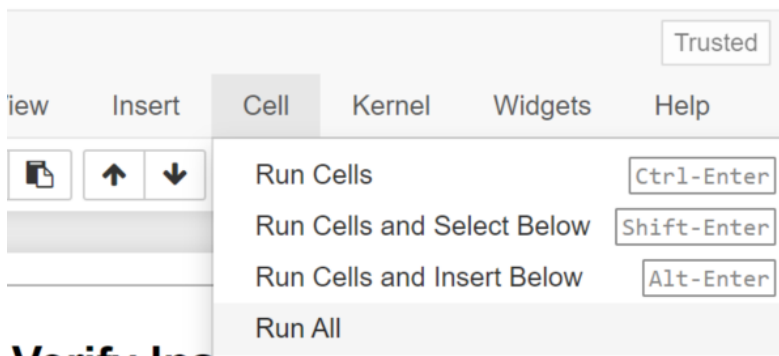 Trusted
Insert Cell Kernel Widgets Help
Run Cells Ctrl-Enter
Run Cells and Select Below Shift-Enter
Run Cells and Insert Below Alt-Enter
Run All